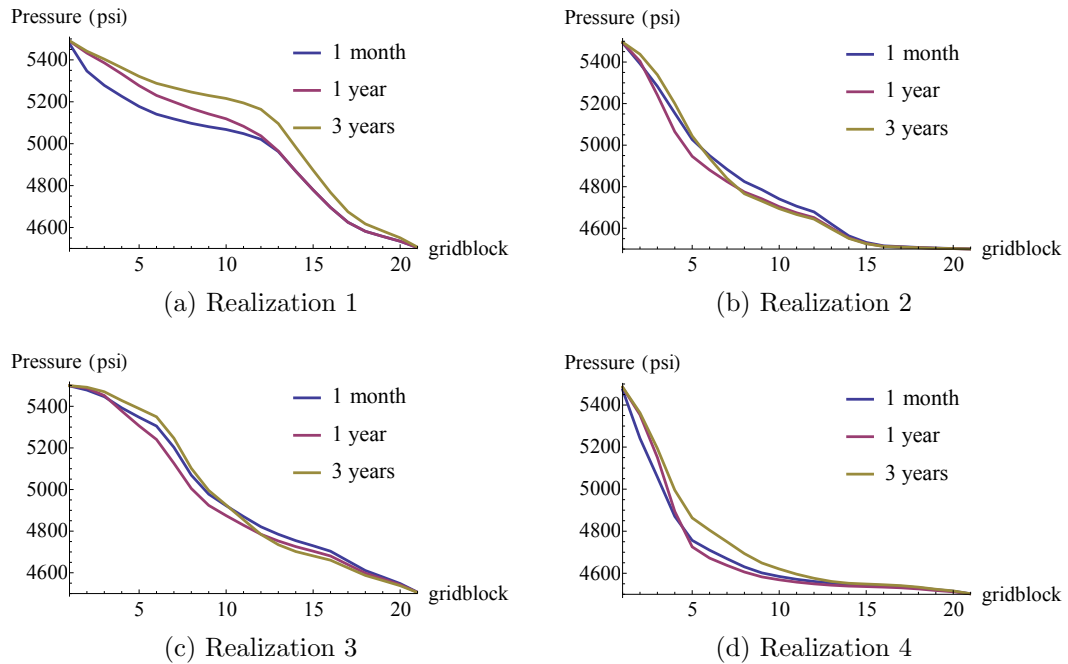 Pressure (psi)
5400
5200
5000
4800
4600
5
10
15
20
gridblock
1 month
1 year
3 years
(a) Realization 1
Pressure (psi)
5400
5200
5000
4800
4600
5
10
15
20
gridblock
1 month
1 year
3 years
(b) Realization 2
Pressure (psi)
5400
5200
5000
4800
4600
5
10
15
20
gridblock
1 month
1 year
3 years
(c) Realization 3
Pressure (psi)
5400
5200
5000
4800
4600
5
10
15
20
gridblock
1 month
1 year
3 years
(d) Realization 4